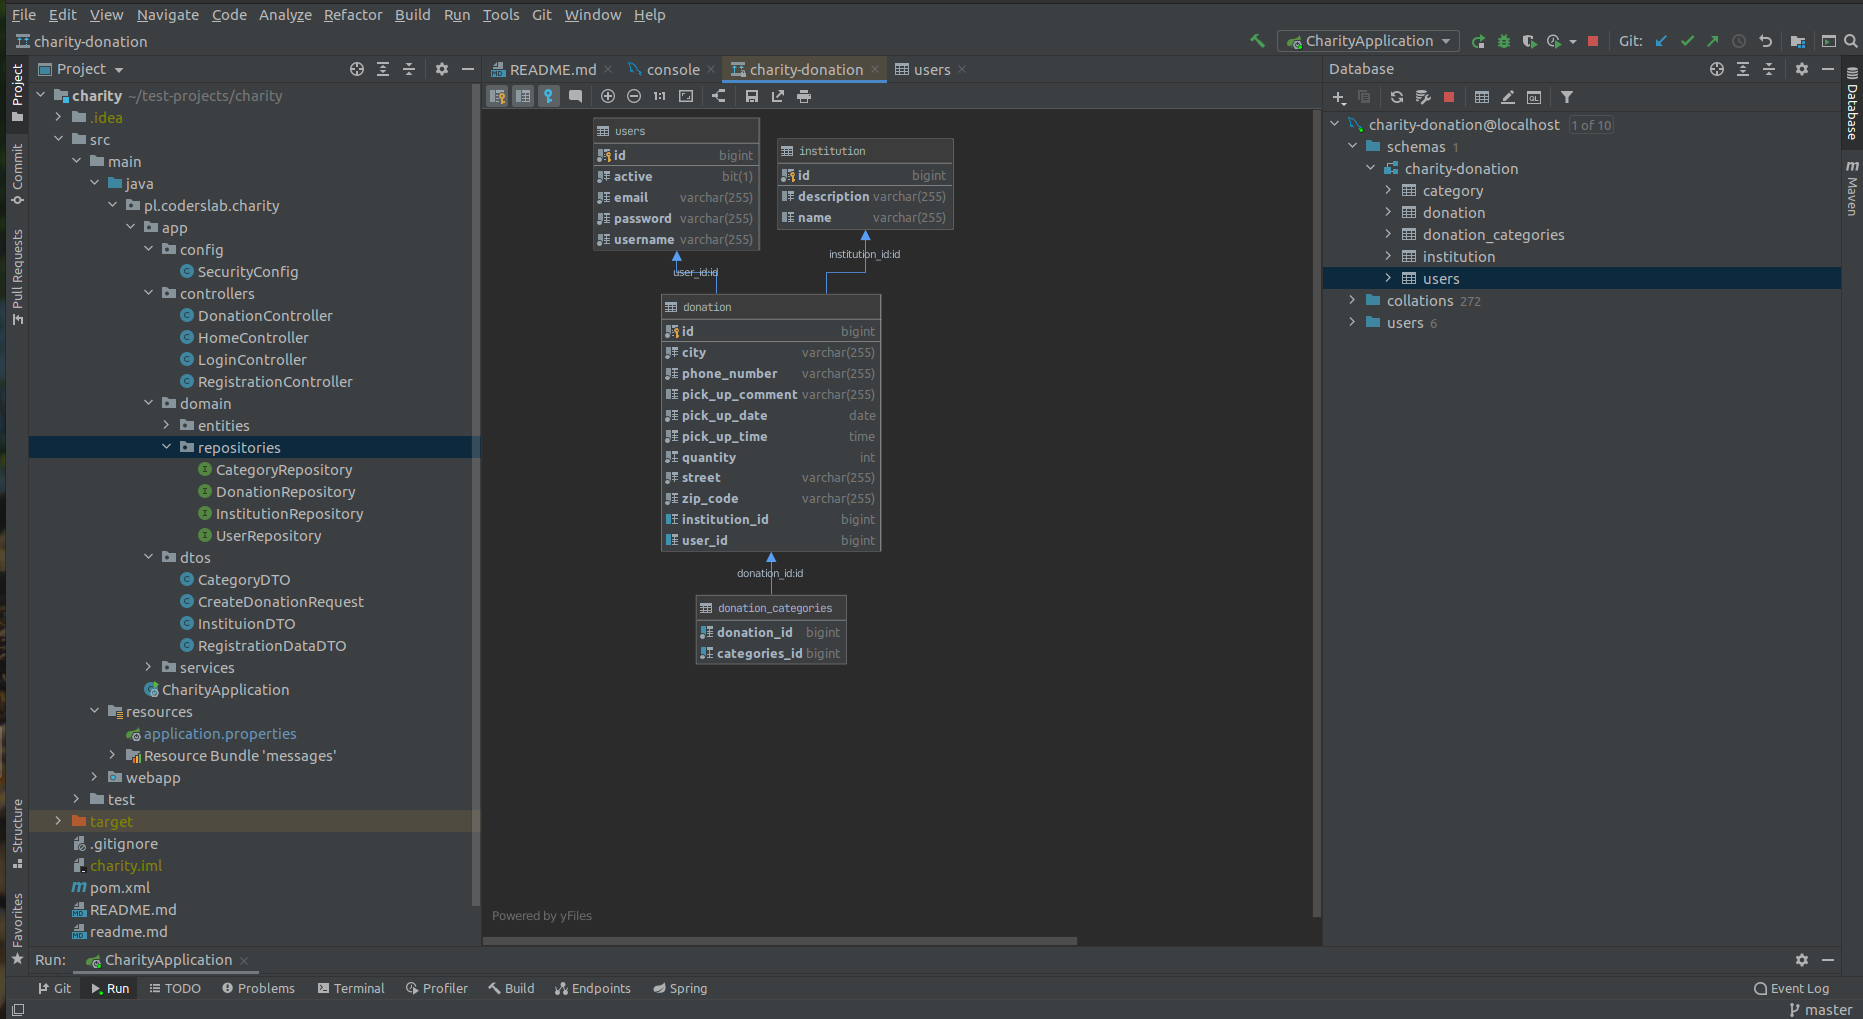 File Edit View Navigate Code Analyze Refactor Build Run Tools Git Window Help
charity-donation
CharityApplication
Git:
Project
README.md
console
charity-donation
users
Database
Project
Commit
Pull Requests
Structure
Favorites
charity ~/test-projects/charity
.idea
src
main
java
pl.coderslab.charity
app
config
SecurityConfig
controllers
DonationController
HomeController
LoginController
RegistrationController
domain
entities
repositories
CategoryRepository
DonationRepository
InstitutionRepository
UserRepository
dtos
CategoryDTO
CreateDonationRequest
InstituionDTO
RegistrationDataDTO
services
CharityApplication
resources
application.properties
Resource Bundle 'messages'
webapp
test
target
.gitignore
charity.iml
pom.xml
README.md
readme.md
1:1
users
id bigint
active bit(1)
email varchar(255)
password varchar(255)
username varchar(255)
institution
id bigint
description varchar(255)
name varchar(255)
user_id:id
institution_id:id
donation
id bigint
city varchar(255)
phone_number varchar(255)
pick_up_comment varchar(255)
pick_up_date date
pick_up_time time
quantity int
street varchar(255)
zip_code varchar(255)
institution_id bigint
user_id bigint
donation_id:id
donation_categories
donation_id bigint
categories_id bigint
Powered by yFiles
QL
charity-donation@localhost 1 of 10
schemas 1
charity-donation
category
donation
donation_categories
institution
users
collations 272
users 6
Database
Maven
Run: CharityApplication
Git Run TODO Problems Terminal Profiler Build Endpoints Spring
Event Log
master